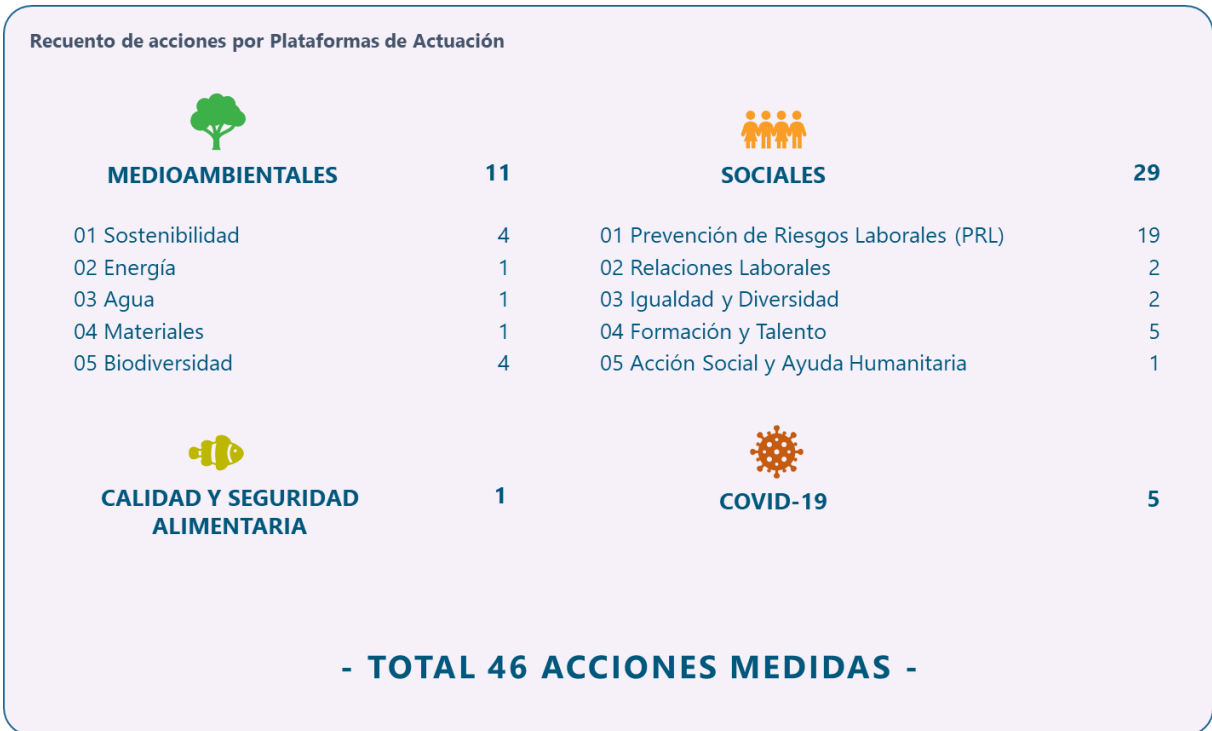 Recuento de acciones por Plataformas de Actuación
MEDIOAMBIENTALES 11
01 Sostenibilidad 4
02 Energía 1
03 Agua 1
04 Materiales 1
05 Biodiversidad 4
SOCIALES 29
01 Prevención de Riesgos Laborales (PRL) 19
02 Relaciones Laborales 2
03 Igualdad y Diversidad 2
04 Formación y Talento 5
05 Acción Social y Ayuda Humanitaria 1
CALIDAD Y SEGURIDAD 1
ALIMENTARIA
COVID-19 5
- TOTAL 46 ACCIONES MEDIDAS -